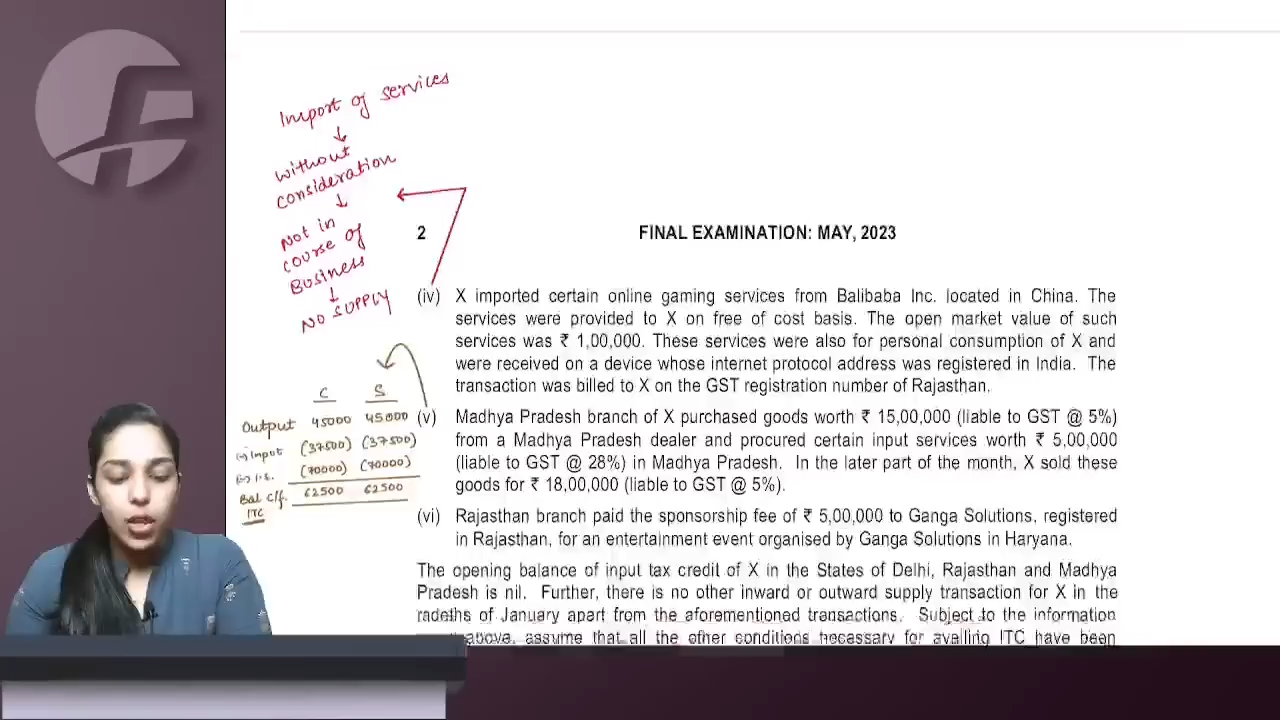 Import of services
↓
without
consideration
↓
Not in
course of
Business
↓
NO SUPPLY
2
FINAL EXAMINATION: MAY, 2023
(iv) X imported certain online gaming services from Balibaba Inc. located in China. The
services were provided to X on free of cost basis. The open market value of such
services was ₹ 1,00,000. These services were also for personal consumption of X and
were received on a device whose internet protocol address was registered in India. The
transaction was billed to X on the GST registration number of Rajasthan.
C S
Output 45000 45000
(-) Input (37500) (37500)
(-) I.S. (70000) (70000)
Bal c/f. 62500 62500
ITC
(v) Madhya Pradesh branch of X purchased goods worth ₹ 15,00,000 (liable to GST @ 5%)
from a Madhya Pradesh dealer and procured certain input services worth ₹ 5,00,000
(liable to GST @ 28%) in Madhya Pradesh. In the later part of the month, X sold these
goods for ₹ 18,00,000 (liable to GST @ 5%).
(vi) Rajasthan branch paid the sponsorship fee of ₹ 5,00,000 to Ganga Solutions, registered
in Rajasthan, for an entertainment event organised by Ganga Solutions in Haryana.
The opening balance of input tax credit of X in the States of Delhi, Rajasthan and Madhya
Pradesh is nil. Further, there is no other inward or outward supply transaction for X in the
of January apart from the aforementioned transactions. Subject to the information
above, assume that all the other conditions necessary for availing ITC have been